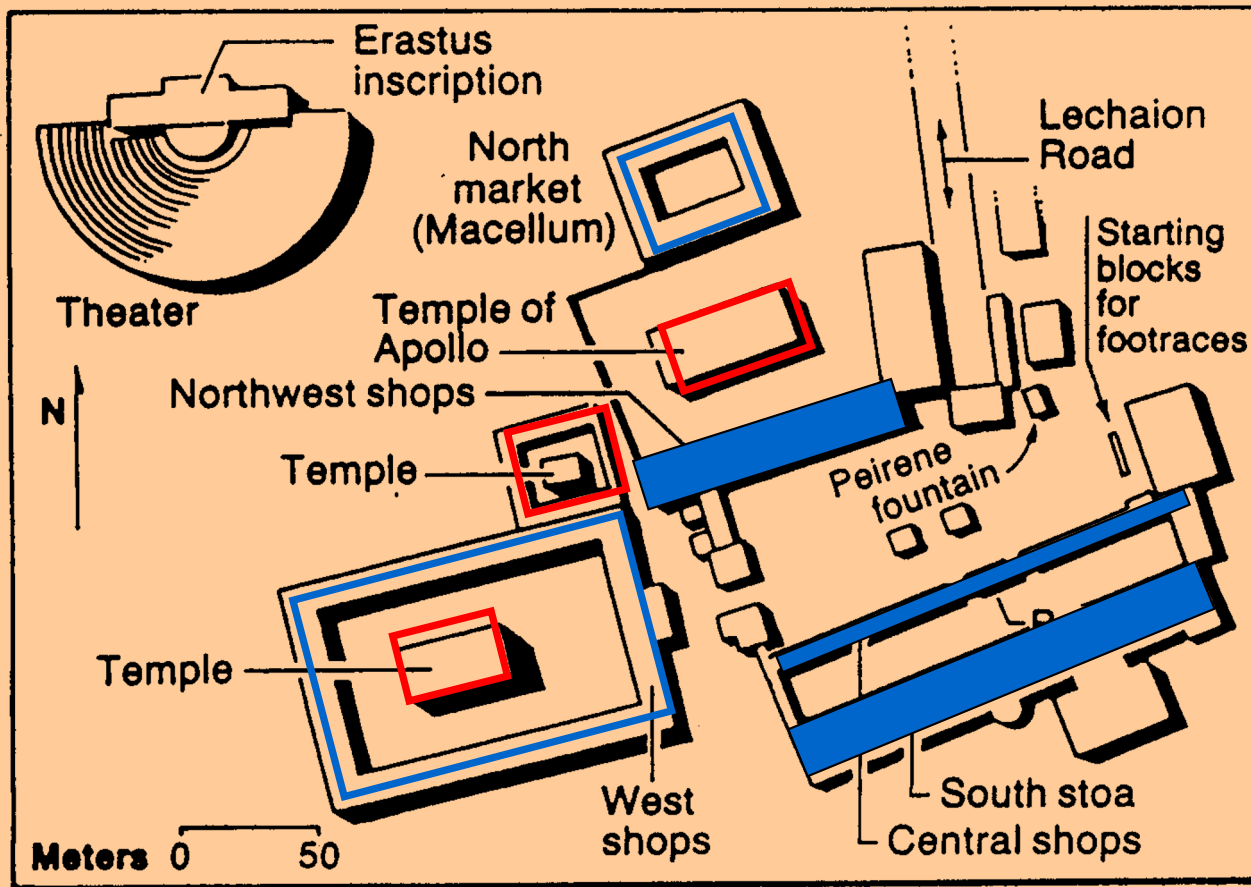 Erastus
inscription
North
market
(Macellum)
Lechaion
Road
Starting
blocks
for
footraces
Theater
Temple of
Apollo
Northwest shops
N
Temple
Peirene
fountain
Temple
West
shops
South stoa
Central shops
Meters 0 50